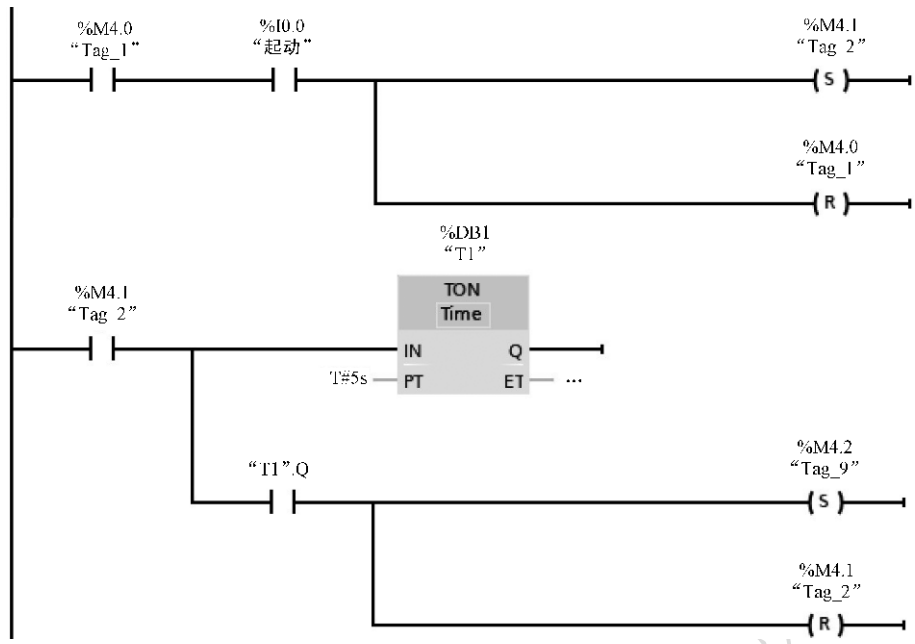 %M4.0
“Tag_1”
%I0.0
“起动”
%M4.1
“Tag_2”
( S )
%M4.0
“Tag_1”
( R )
%DB1
“T1”
TON
Time
%M4.1
“Tag_2”
IN Q
T#5s PT ET ...
“T1”.Q
%M4.2
“Tag_9”
( S )
%M4.1
“Tag_2”
( R )